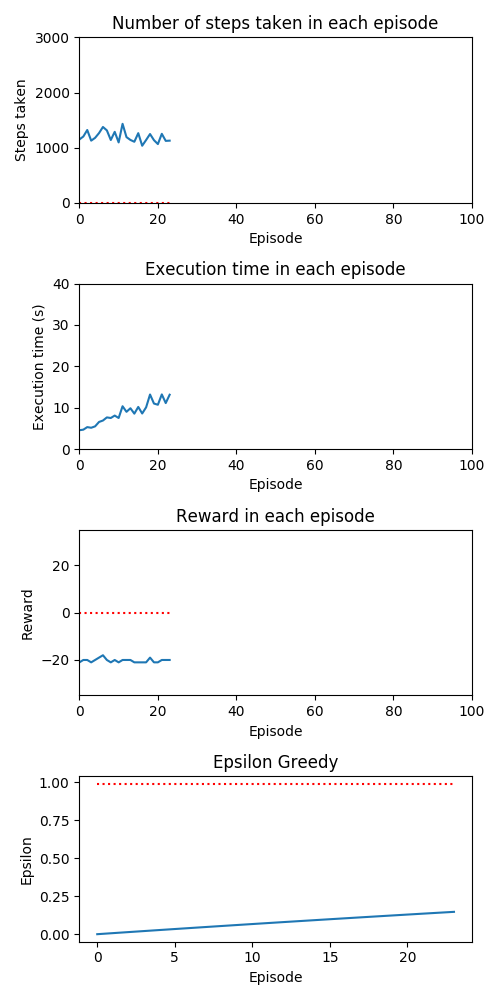 Number of steps taken in each episode
3000
2000
1000
0
Steps taken
0 20 40 60 80 100
Episode
Execution time in each episode
40
30
20
10
0
Execution time (s)
0 20 40 60 80 100
Episode
Reward in each episode
20
0
−20
Reward
0 20 40 60 80 100
Episode
Epsilon Greedy
1.00
0.75
0.50
0.25
0.00
Epsilon
0 5 10 15 20
Episode